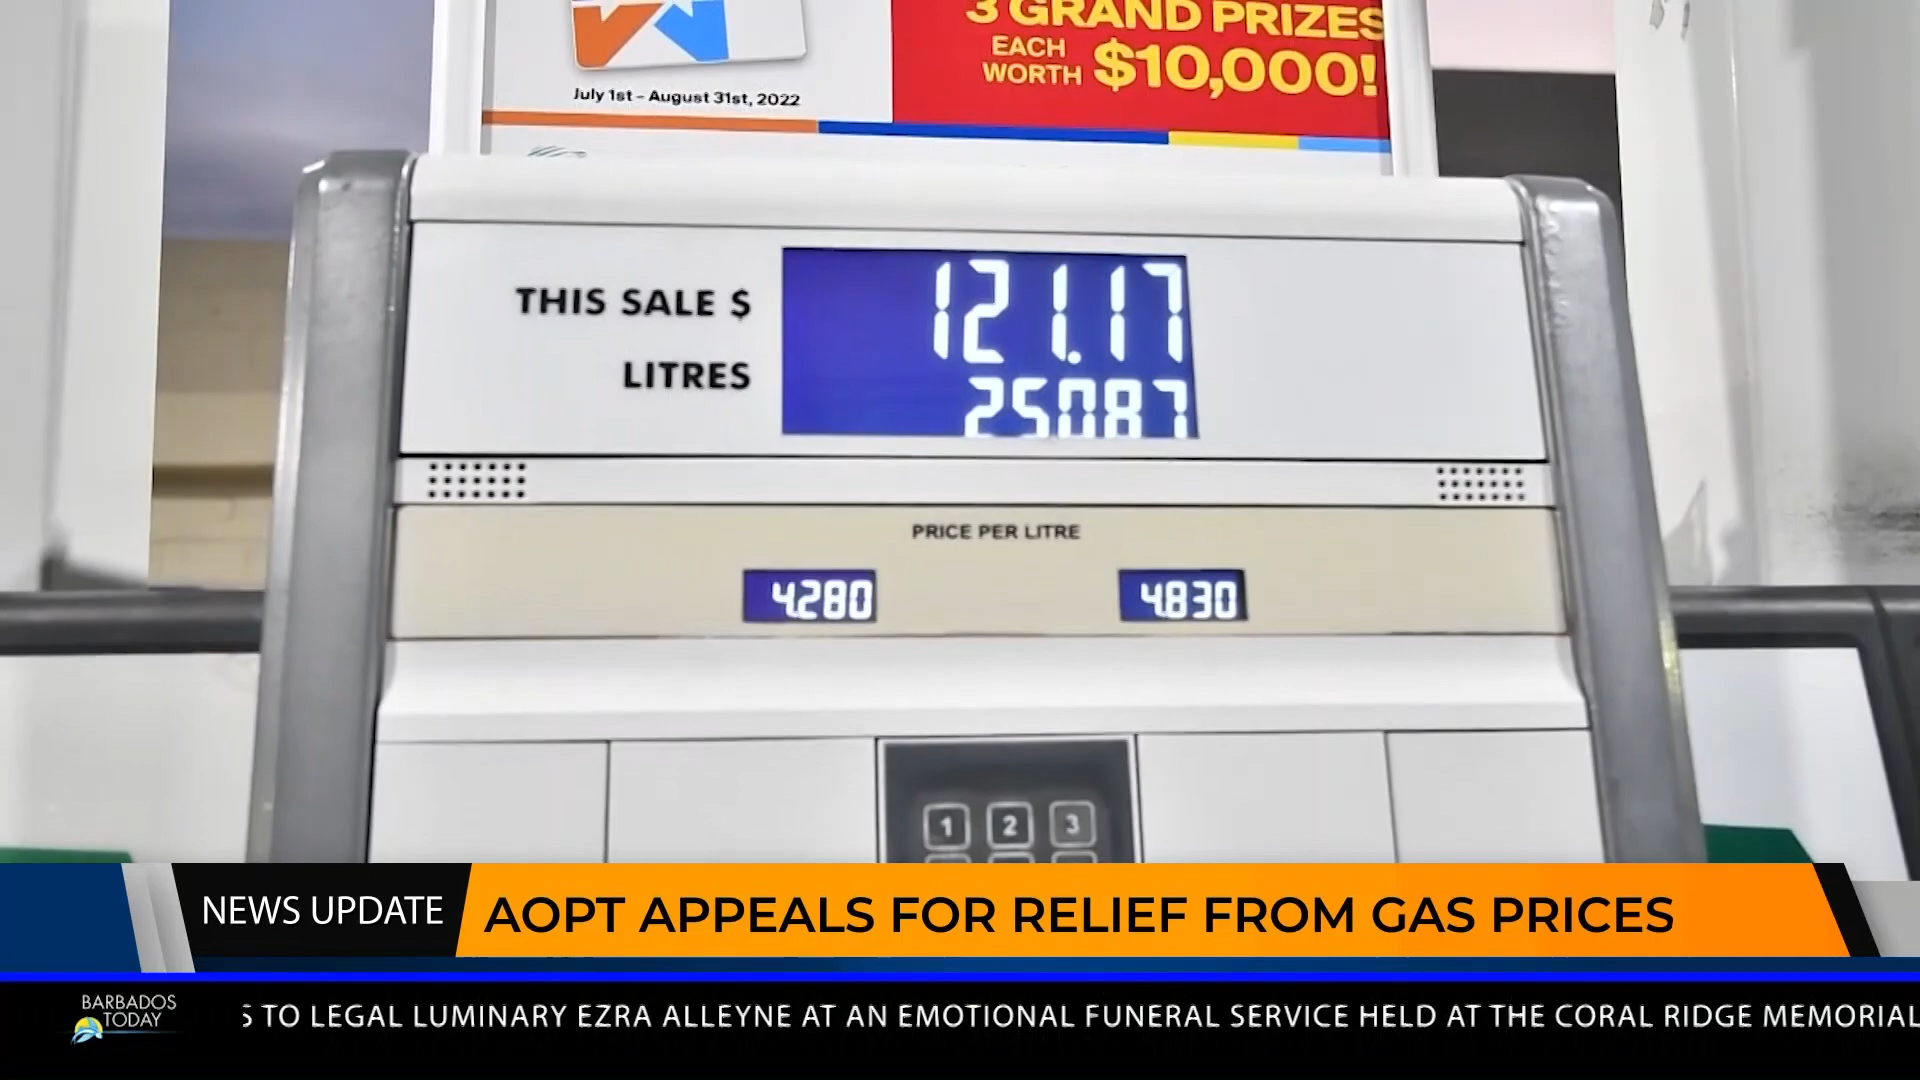 3 GRAND PRIZES
EACH
WORTH $10,000!
July 1st – August 31st, 2022
THIS SALE $ 121.17
LITRES 25087
PRICE PER LITRE
4.280 4.830
1 2 3
NEWS UPDATE AOPT APPEALS FOR RELIEF FROM GAS PRICES
BARBADOS
TODAY
TO LEGAL LUMINARY EZRA ALLEYNE AT AN EMOTIONAL FUNERAL SERVICE HELD AT THE CORAL RIDGE MEMORIAL